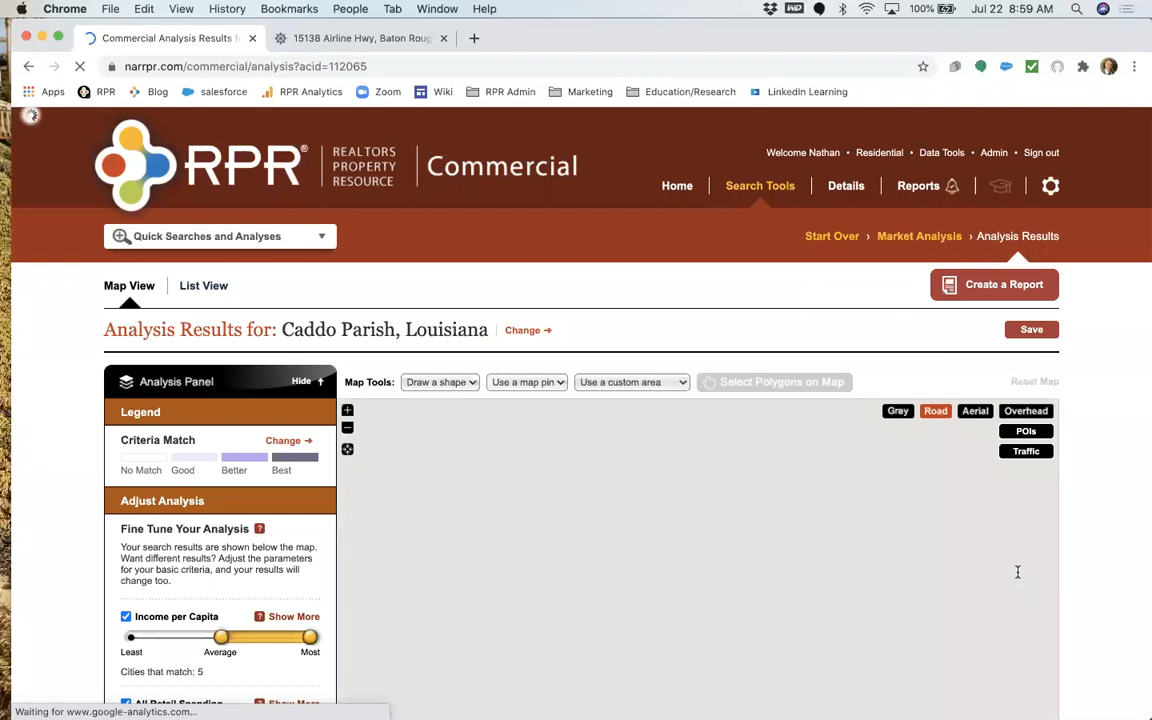 Chrome File Edit View History Bookmarks People Tab Window Help 100% Jul 22 8:59 AM
Commercial Analysis Results f 15138 Airline Hwy, Baton Roug
narrpr.com/commercial/analysis?acid=112065
Apps RPR Blog salesforce RPR Analytics Zoom Wiki RPR Admin Marketing Education/Research LinkedIn Learning
RPR® REALTORS PROPERTY RESOURCE Commercial
Welcome Nathan • Residential • Data Tools • Admin • Sign out
Home Search Tools Details Reports
Quick Searches and Analyses
Start Over › Market Analysis › Analysis Results
Map View List View
Create a Report
Analysis Results for: Caddo Parish, Louisiana Change
Save
Analysis Panel Hide
Map Tools: Draw a shape Use a map pin Use a custom area Select Polygons on Map Reset Map
Legend
Gray Road Aerial Overhead
POIs
Traffic
Criteria Match Change
No Match Good Better Best
Adjust Analysis
Fine Tune Your Analysis ?
Your search results are shown below the map.
Want different results? Adjust the parameters
for your basic criteria, and your results will
change too.
Income per Capita ? Show More
Least Average Most
Cities that match: 5
All Retail Spending ? Show More
Waiting for www.google-analytics.com...